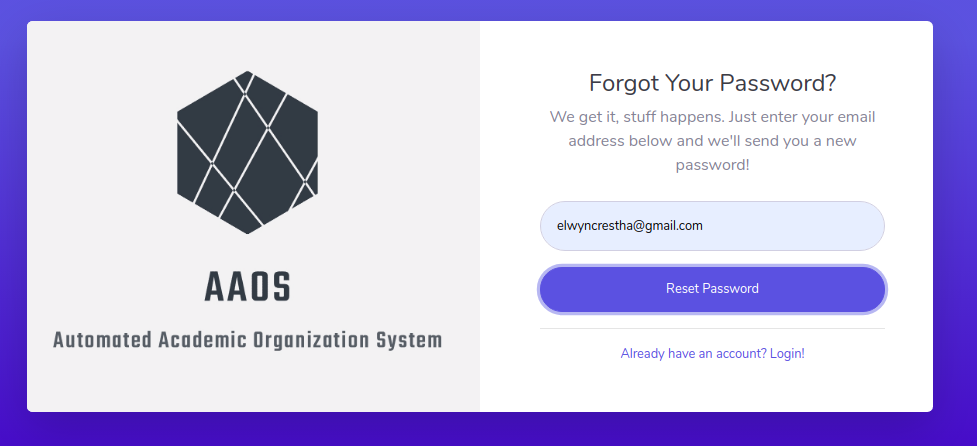 AAOS
Automated Academic Organization System
Forgot Your Password?
We get it, stuff happens. Just enter your email
address below and we'll send you a new
password!
elwyncrestha@gmail.com
Reset Password
Already have an account? Login!